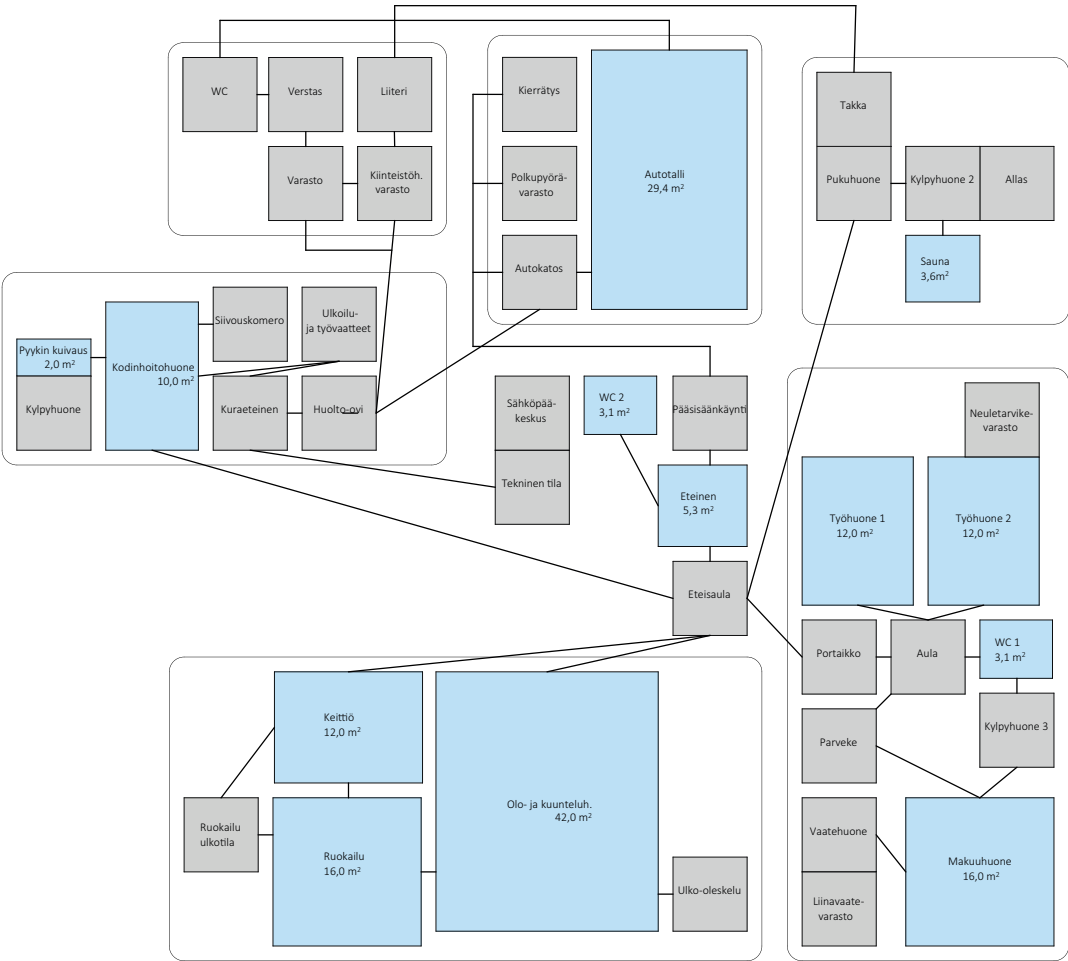 WC
Verstas
Liiteri
Varasto
Kiinteistöh.
varasto
Kierrätys
Polkupyörä-
varasto
Autokatos
Autotalli
29,4 m²
Takka
Pukuhuone
Kylpyhuone 2
Allas
Sauna
3,6m²
Pyykin kuivaus
2,0 m²
Kylpyhuone
Kodinhoitohuone
10,0 m²
Siivouskomero
Ulkoilu-
ja työvaatteet
Kuraeteinen
Huolto-ovi
Sähköpää-
keskus
Tekninen tila
WC 2
3,1 m²
Pääsisäänkäynti
Eteinen
5,3 m²
Eteisaula
Neuletarvike-
varasto
Työhuone 1
12,0 m²
Työhuone 2
12,0 m²
Portaikko
Aula
WC 1
3,1 m²
Parveke
Kylpyhuone 3
Vaatehuone
Liinavaate-
varasto
Makuuhuone
16,0 m²
Keittiö
12,0 m²
Ruokailu
ulkotila
Ruokailu
16,0 m²
Olo- ja kuunteluh.
42,0 m²
Ulko-oleskelu